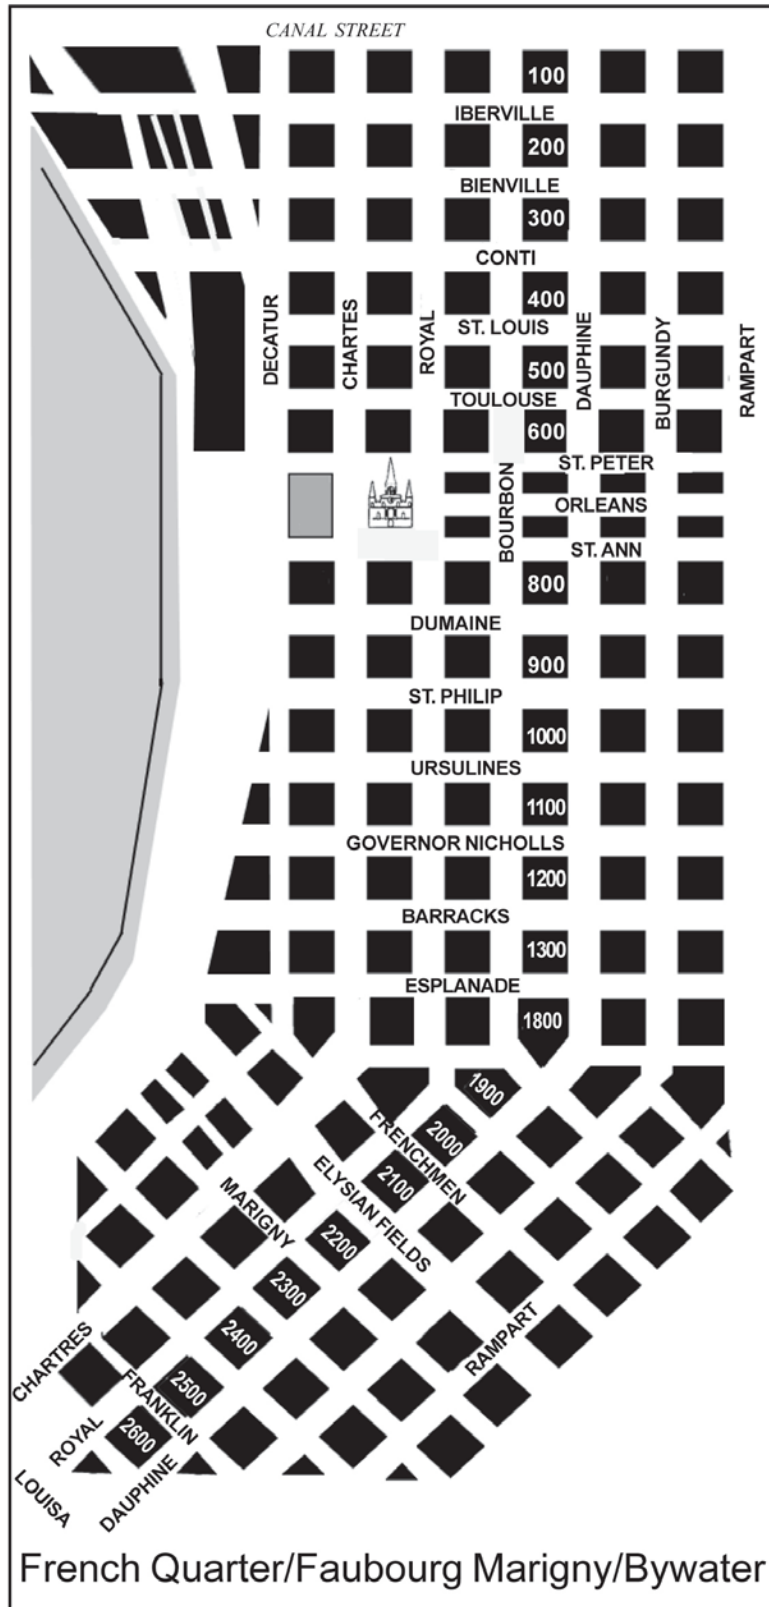 CANAL STREET
100
IBERVILLE
200
BIENVILLE
300
CONTI
400
DECATUR
CHARTES
ROYAL
ST. LOUIS
DAUPHINE
BURGUNDY
RAMPART
500
TOULOUSE
600
ST. PETER
BOURBON
ORLEANS
ST. ANN
800
DUMAINE
900
ST. PHILIP
1000
URSULINES
1100
GOVERNOR NICHOLLS
1200
BARRACKS
1300
ESPLANADE
1800
1900
FRENCHMEN
2000
ELYSIAN FIELDS
2100
MARIGNY
2200
2300
RAMPART
2400
CHARTRES
FRANKLIN
2500
ROYAL
2600
DAUPHINE
LOUISA
French Quarter/Faubourg Marigny/Bywater